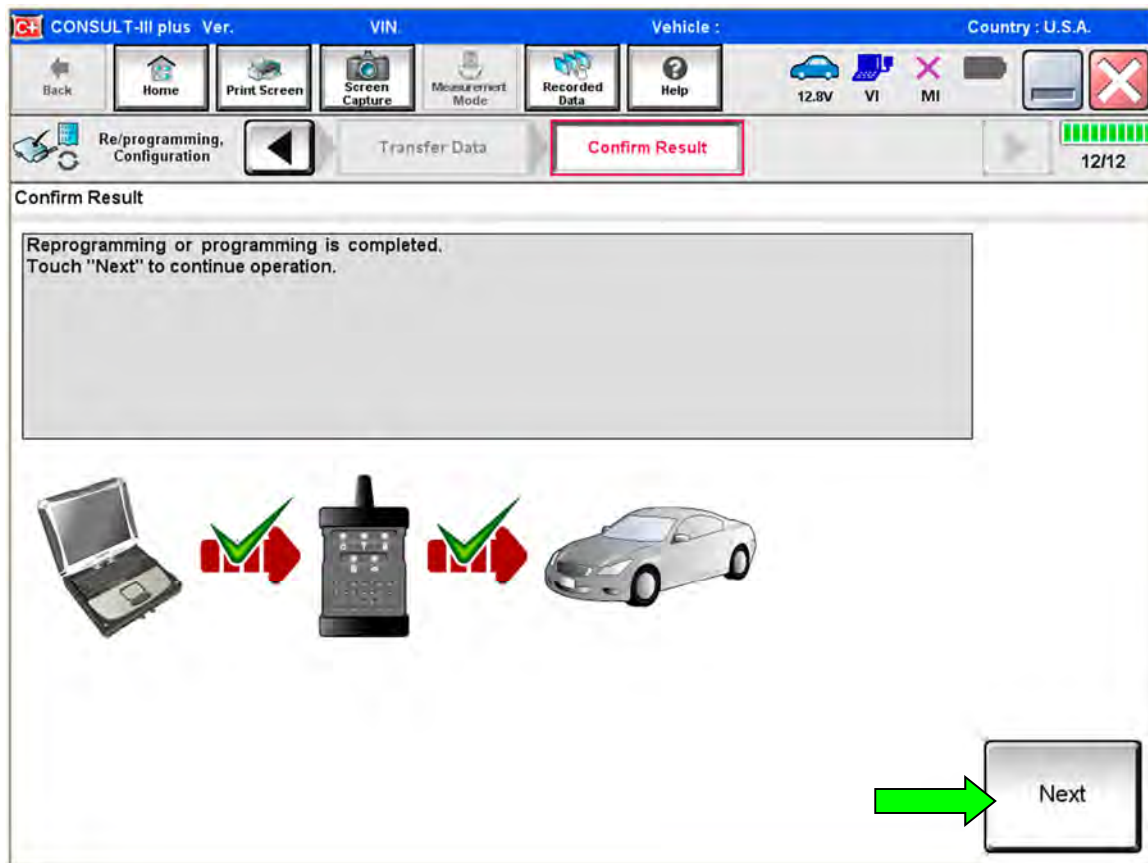 C+ CONSULT-III plus Ver. VIN Vehicle : Country : U.S.A.
Back Home Print Screen Screen Capture Measurement Mode Recorded Data Help 12.8V VI MI
Re/programming, Configuration Transfer Data Confirm Result 12/12
Confirm Result
Reprogramming or programming is completed.
Touch "Next" to continue operation.
Next